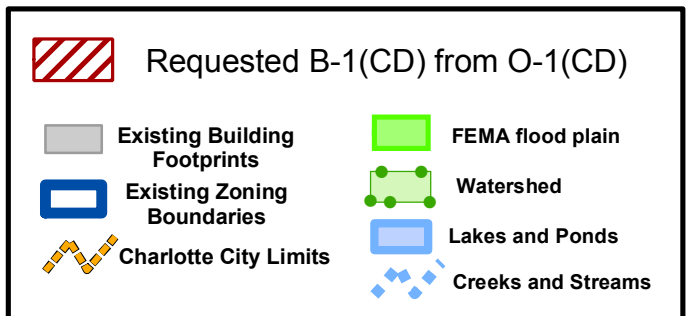 Requested B-1(CD) from O-1(CD)
Existing Building
Footprints
Existing Zoning
Boundaries
Charlotte City Limits
FEMA flood plain
Watershed
Lakes and Ponds
Creeks and Streams